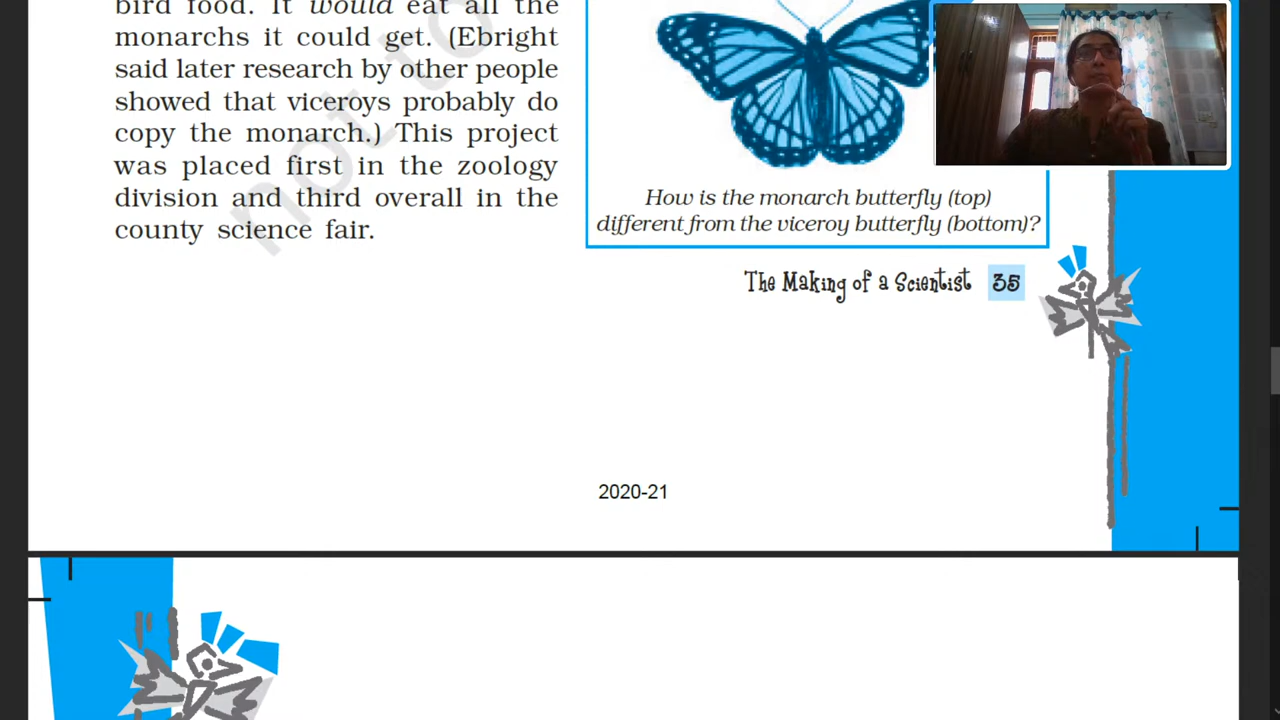 bird food. It would eat all the
monarchs it could get. (Ebright
said later research by other people
showed that viceroys probably do
copy the monarch.) This project
was placed first in the zoology
division and third overall in the
county science fair.
not to
How is the monarch butterfly (top)
different from the viceroy butterfly (bottom)?
The Making of a Scientist 35
2020-21